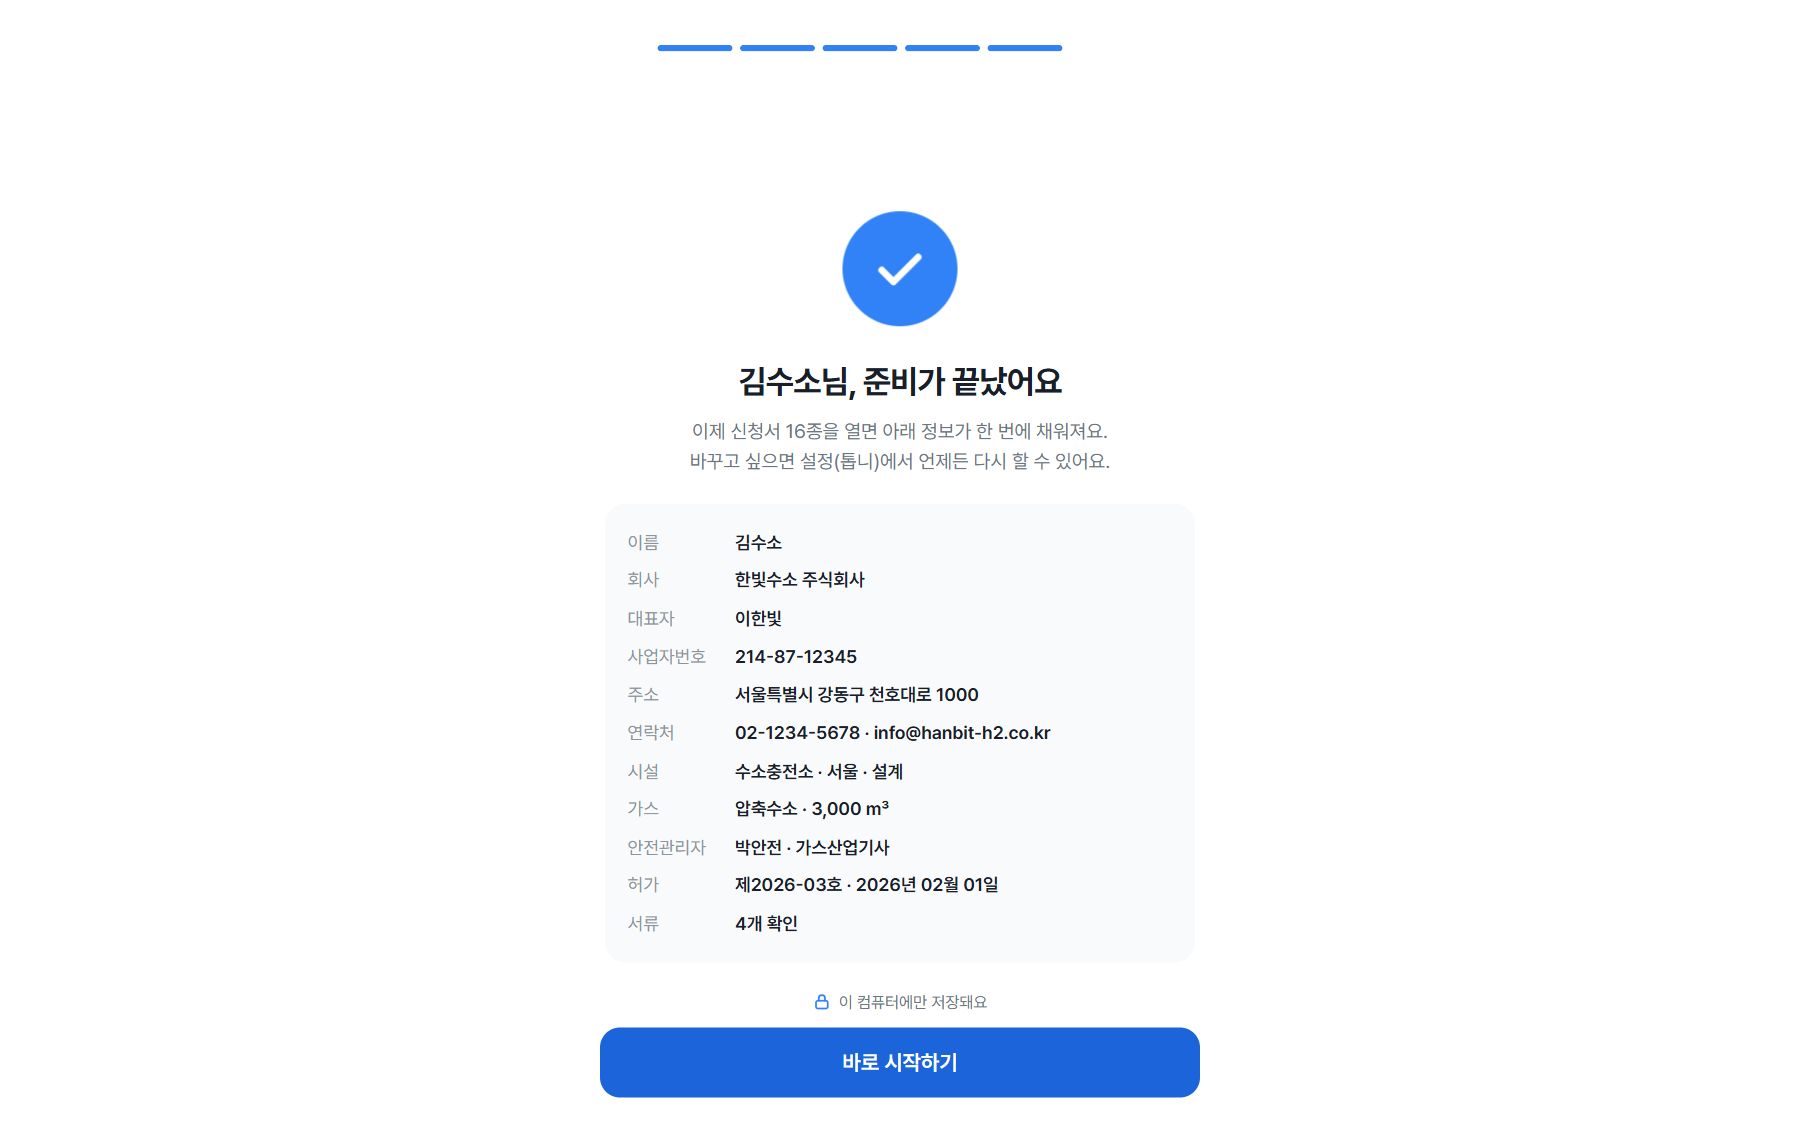 김수소님, 준비가 끝났어요
이제 신청서 16종을 열면 아래 정보가 한 번에 채워져요.
바꾸고 싶으면 설정(톱니)에서 언제든 다시 할 수 있어요.
이름 김수소
회사 한빛수소 주식회사
대표자 이한빛
사업자번호 214-87-12345
주소 서울특별시 강동구 천호대로 1000
연락처 02-1234-5678 · info@hanbit-h2.co.kr
시설 수소충전소 · 서울 · 설계
가스 압축수소 · 3,000 m³
안전관리자 박안전 · 가스산업기사
허가 제2026-03호 · 2026년 02월 01일
서류 4개 확인
이 컴퓨터에만 저장돼요
바로 시작하기